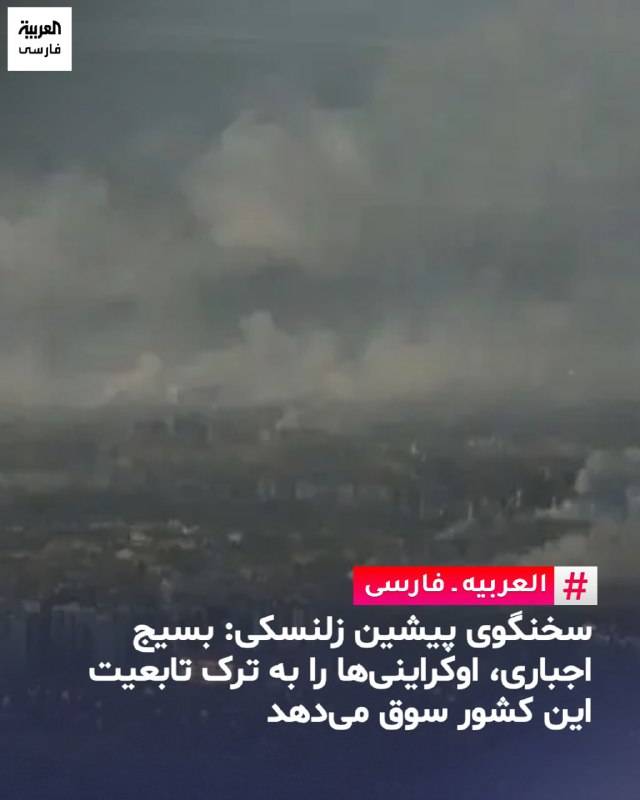 العربية
فارسی
# العربیه ـ فارسی
سخنگوی پیشین زلنسکی: بسیج
اجباری، اوکراینی‌ها را به ترک تابعیت
این کشور سوق می‌دهد